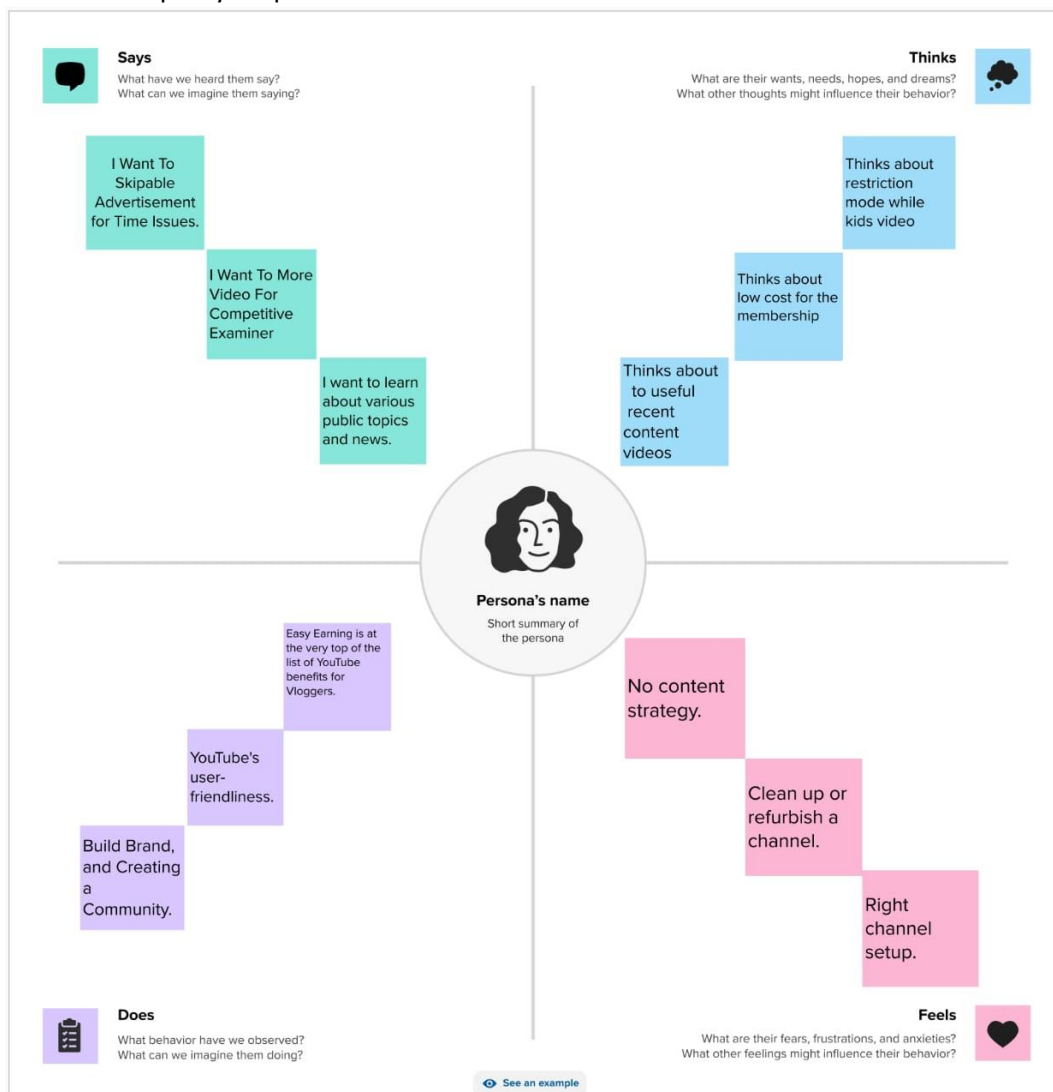 Says
What have we heard them say?
What can we imagine them saying?
Thinks
What are their wants, needs, hopes, and dreams?
What other thoughts might influence their behavior?
I Want To
Skipable
Advertisement
for Time Issues.
I Want To More
Video For
Competitive
Examiner
I want to learn
about various
public topics
and news.
Thinks about
restriction
mode while
kids video
Thinks about
low cost for the
membership
Thinks about
to useful
recent
content
videos
Persona's name
Short summary of
the persona
Easy Earning is at
the very top of the
list of YouTube
benefits for
Vloggers.
YouTube's
user-
friendliness.
Build Brand,
and Creating
a
Community.
No content
strategy.
Clean up or
refurbish a
channel.
Right
channel
setup.
Does
What behavior have we observed?
What can we imagine them doing?
Feels
What are their fears, frustrations, and anxieties?
What other feelings might influence their behavior?
See an example